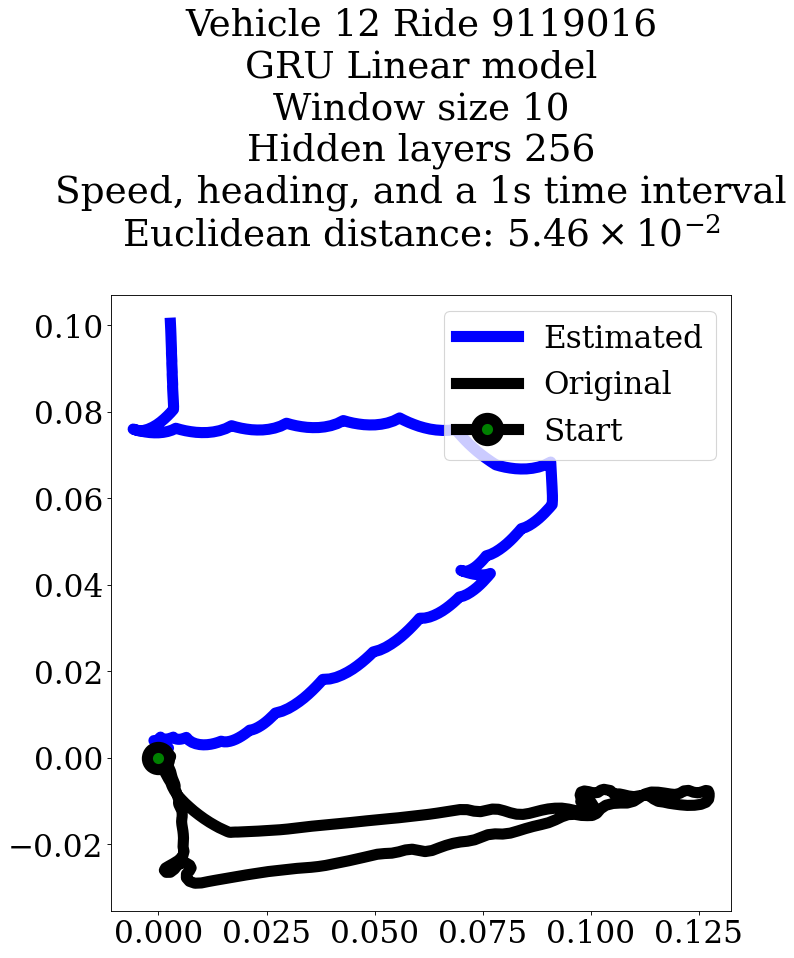 Vehicle 12 Ride 9119016
GRU Linear model
Window size 10
Hidden layers 256
Speed, heading, and a 1s time interval
Euclidean distance: 5.46 × 10⁻²
Estimated
Original
Start
0.10
0.08
0.06
0.04
0.02
0.00
−0.02
0.000 0.025 0.050 0.075 0.100 0.125